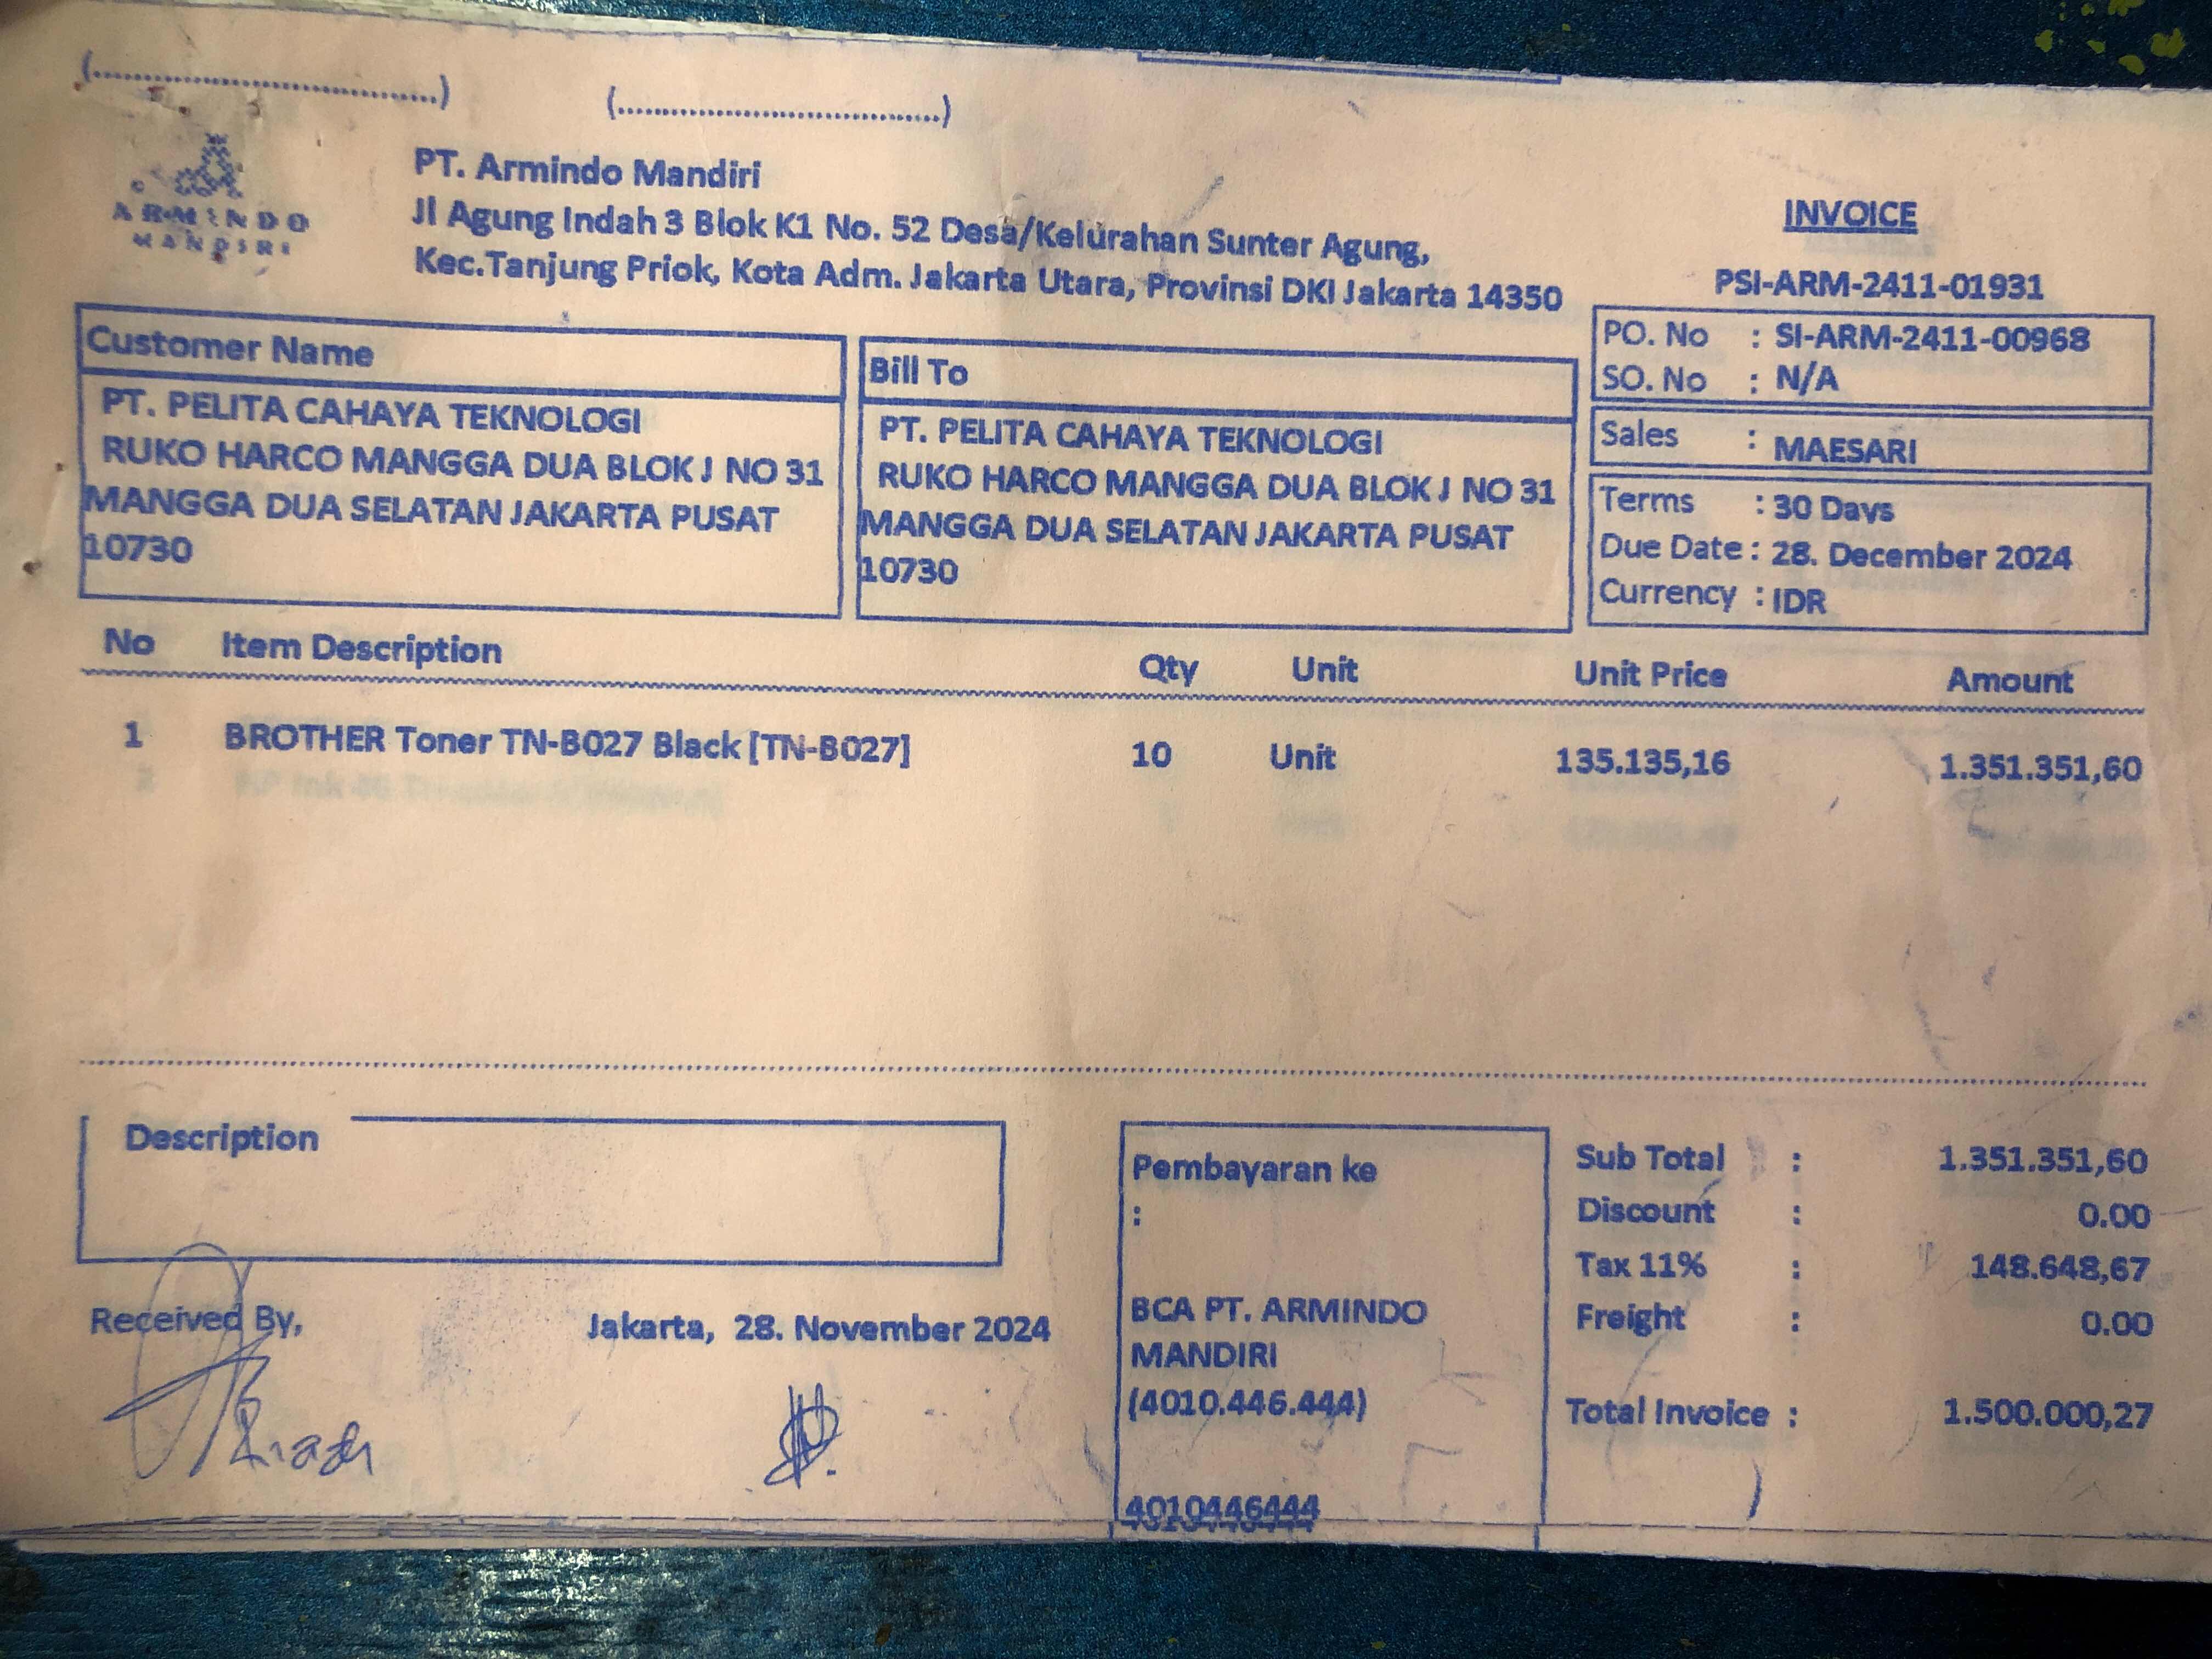 (....................................)
(....................................)
ARMINDO
MANDIRI
PT. Armindo Mandiri
Jl Agung Indah 3 Blok K1 No. 52 Desa/Kelurahan Sunter Agung,
Kec.Tanjung Priok, Kota Adm. Jakarta Utara, Provinsi DKI Jakarta 14350
INVOICE
PSI-ARM-2411-01931
PO. No : SI-ARM-2411-00968
SO. No : N/A
Sales : MAESARI
Terms : 30 Days
Due Date : 28. December 2024
Currency : IDR
Customer Name
PT. PELITA CAHAYA TEKNOLOGI
RUKO HARCO MANGGA DUA BLOK J NO 31
MANGGA DUA SELATAN JAKARTA PUSAT
10730
Bill To
PT. PELITA CAHAYA TEKNOLOGI
RUKO HARCO MANGGA DUA BLOK J NO 31
MANGGA DUA SELATAN JAKARTA PUSAT
10730
No Item Description Qty Unit Unit Price Amount
1 BROTHER Toner TN-B027 Black [TN-B027] 10 Unit 135.135,16 1.351.351,60
Description
Received By,
Jakarta, 28. November 2024
Pembayaran ke
:
BCA PT. ARMINDO
MANDIRI
(4010.446.444)
4010446444
Sub Total : 1.351.351,60
Discount : 0.00
Tax 11% : 148.648,67
Freight : 0.00
Total Invoice : 1.500.000,27
)